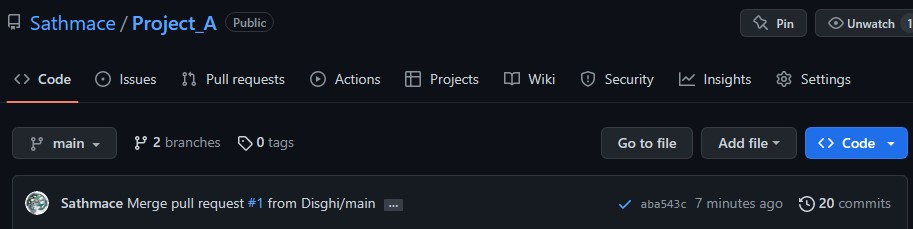 Sathmace / Project_A Public Pin Unwatch 1
Code Issues Pull requests Actions Projects Wiki Security Insights Settings
main 2 branches 0 tags Go to file Add file Code
Sathmace Merge pull request #1 from Disghi/main ... aba543c 7 minutes ago 20 commits